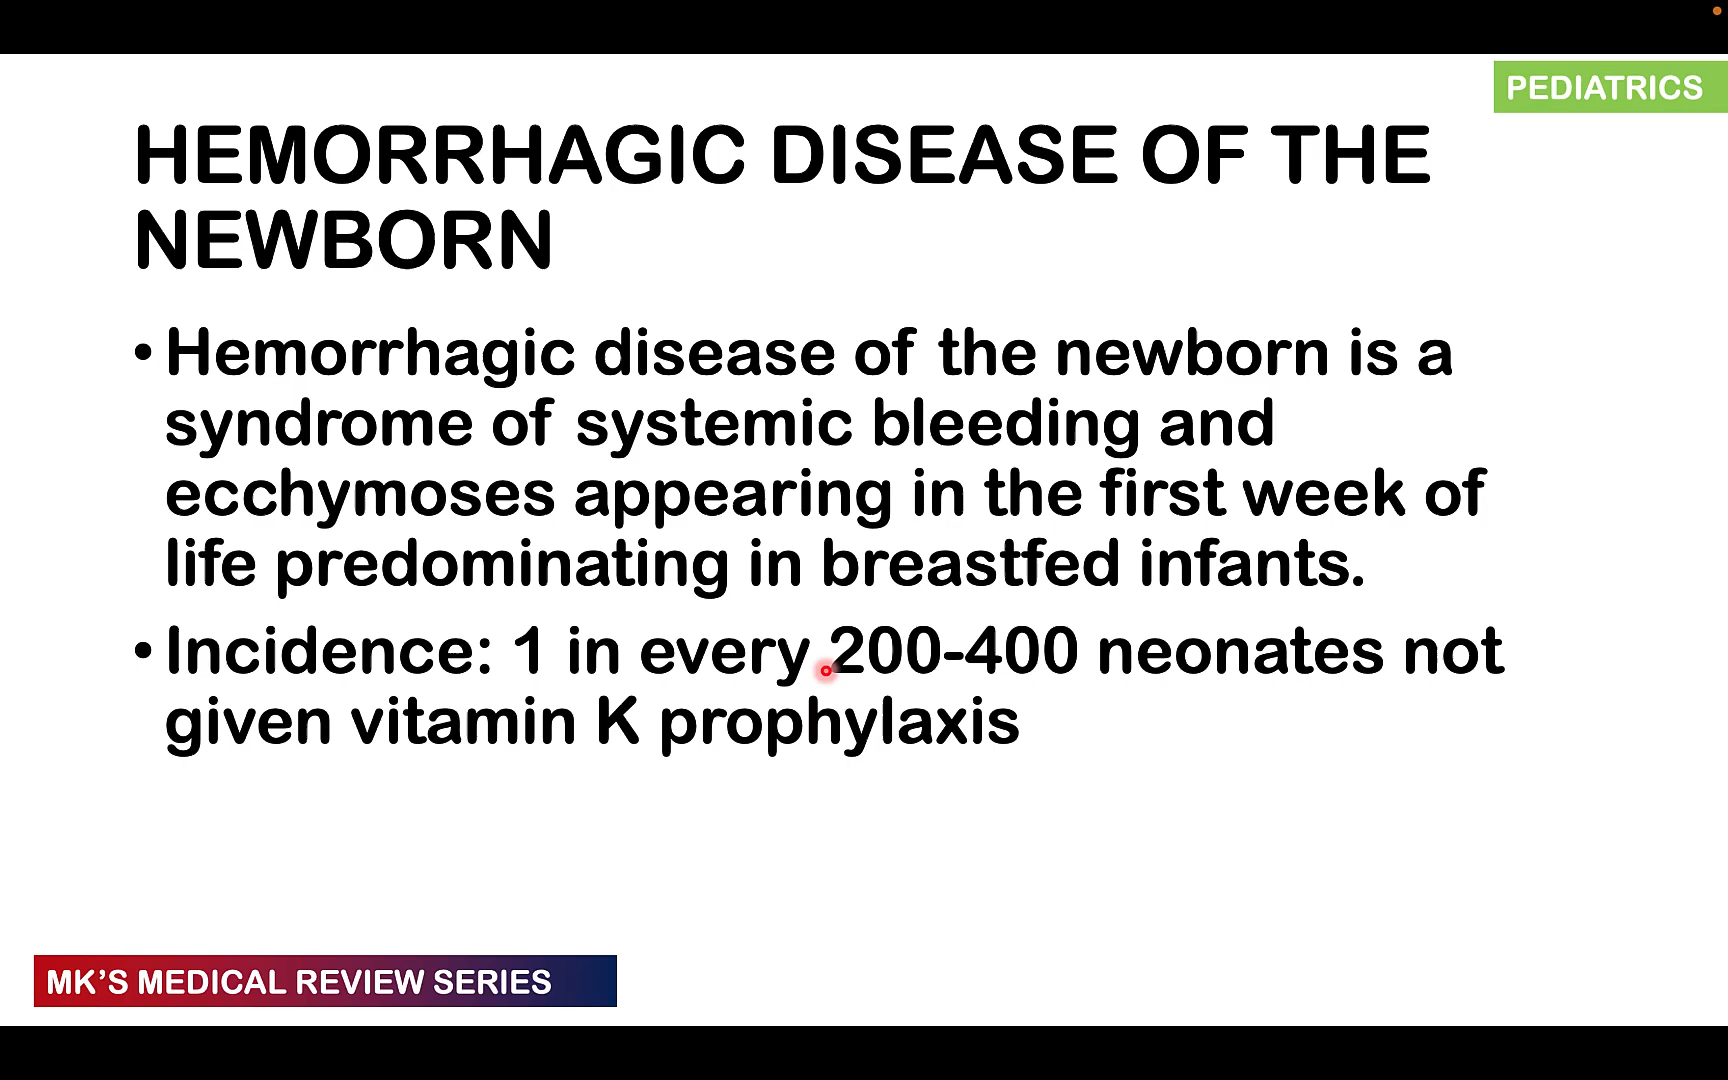 PEDIATRICS
HEMORRHAGIC DISEASE OF THE
NEWBORN
• Hemorrhagic disease of the newborn is a
syndrome of systemic bleeding and
ecchymoses appearing in the first week of
life predominating in breastfed infants.
• Incidence: 1 in every 200-400 neonates not
given vitamin K prophylaxis
MK'S MEDICAL REVIEW SERIES